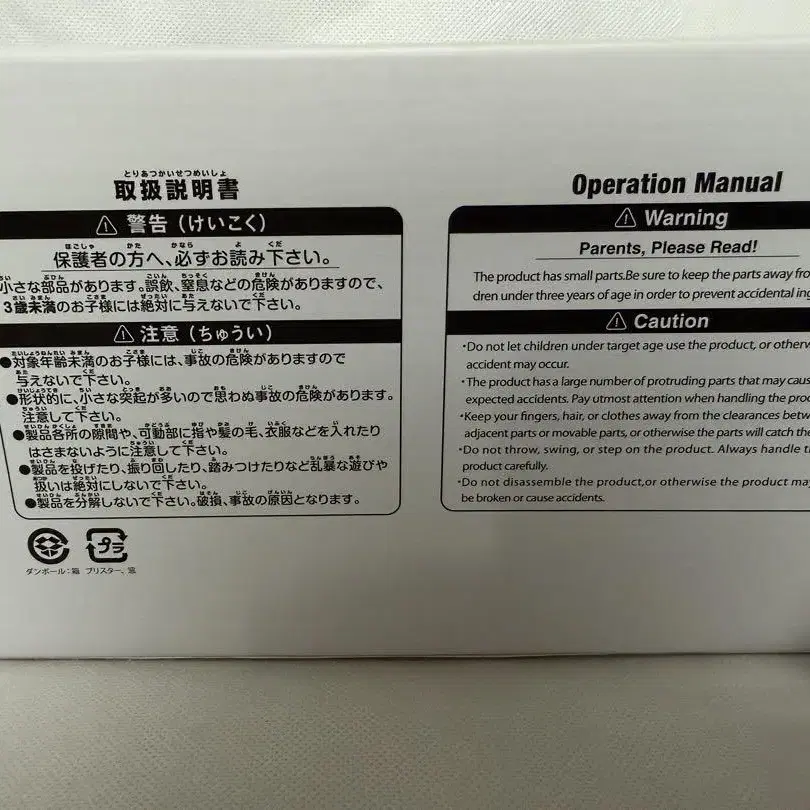 とりあつかいせつめいしょ
取扱説明書
⚠ 警告（けいこく）
保護者の方へ、必ずお読み下さい。
小さな部品があります。誤飲、窒息などの危険がありますので、
3歳未満のお子様には絶対に与えないで下さい。
⚠ 注意（ちゅうい）
●対象年齢未満のお子様には、事故の危険がありますので
与えないで下さい。
●形状的に、小さな突起が多いので思わぬ事故の危険があります。
注意して下さい。
●製品各所の隙間や、可動部に指や髪の毛、衣服などを入れたり
はさまないように注意して下さい。
●製品を投げたり、振り回したり、踏みつけたりなど乱暴な遊びや
扱いは絶対にしないで下さい。
●製品を分解しないで下さい。破損、事故の原因となります。
プラ
ダンボール：箱 ブリスター、窓
Operation Manual
⚠ Warning
Parents, Please Read!
The product has small parts.Be sure to keep the parts away fro
dren under three years of age in order to prevent accidental ing
⚠ Caution
･Do not let children under target age use the product, or otherw
accident may occur.
･The product has a large number of protruding parts that may caus
expected accidents. Pay utmost attention when handling the prod
･Keep your fingers, hair, or clothes away from the clearances betw
adjacent parts or movable parts, or otherwise the parts will catch the
･Do not throw, swing, or step on the product. Always handle t
product carefully.
･Do not disassemble the product,or otherwise the product may
be broken or cause accidents.